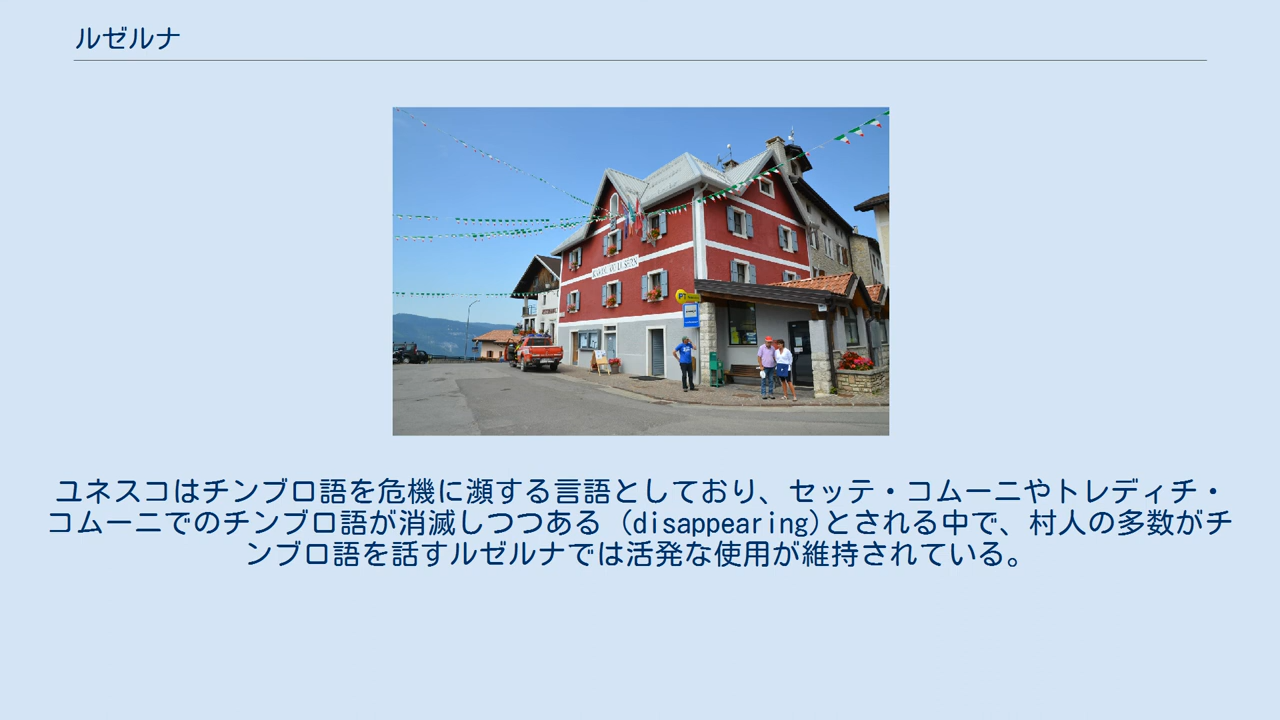 ルゼルナ
ユネスコはチンブロ語を危機に瀕する言語としており、セッテ・コムーニやトレディチ・
コムーニでのチンブロ語が消滅しつつある (disappearing)とされる中で、村人の多数がチ
ンブロ語を話すルゼルナでは活発な使用が維持されている。